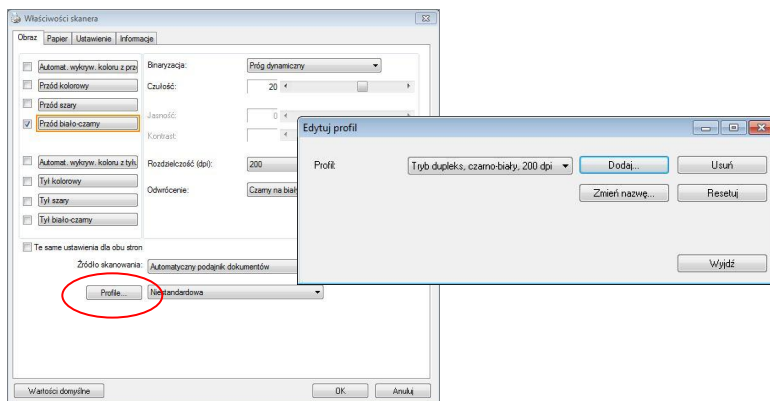 Właściwości skanera
Obraz Papier Ustawienie Informacje
Automat. wykryw. koloru z prze
Przód kolorowy
Przód szary
Przód biało-czarny
Automat. wykryw. koloru z tyłu
Tył kolorowy
Tył szary
Tył biało-czarny
Binaryzacja: Próg dynamiczny
Czułość: 20
Jasność: 0
Kontrast:
Rozdzielczość (dpi): 200
Odwrócenie: Czarny na biały
Te same ustawienia dla obu stron
Źródło skanowania: Automatyczny podajnik dokumentów
Profile... Niestandardowa
Wartości domyślne OK Anuluj
Edytuj profil
Profil: Tryb dupleks, czarno-biały, 200 dpi Dodaj... Usuń
Zmień nazwę... Resetuj
Wyjdź